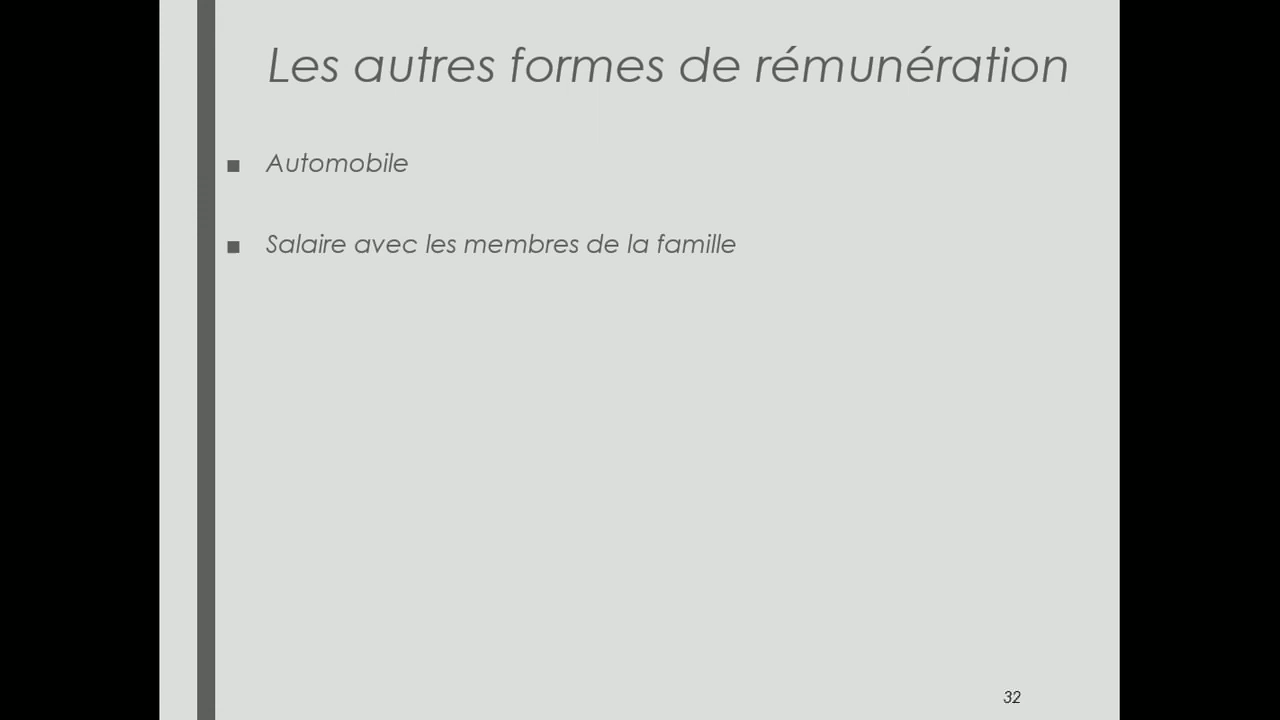 Les autres formes de rémunération
▪ Automobile
▪ Salaire avec les membres de la famille
32